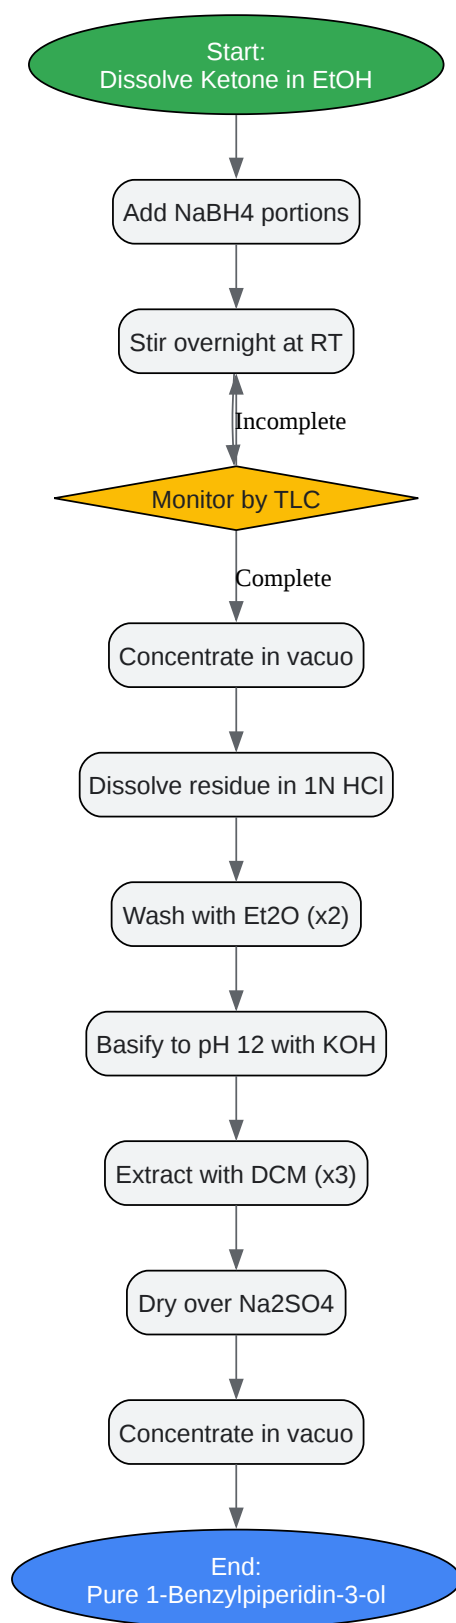 Start:
Dissolve Ketone in EtOH
Add NaBH4 portions
Stir overnight at RT
Incomplete
Monitor by TLC
Complete
Concentrate in vacuo
Dissolve residue in 1N HCl
Wash with Et2O (x2)
Basify to pH 12 with KOH
Extract with DCM (x3)
Dry over Na2SO4
Concentrate in vacuo
End:
Pure 1-Benzylpiperidin-3-ol